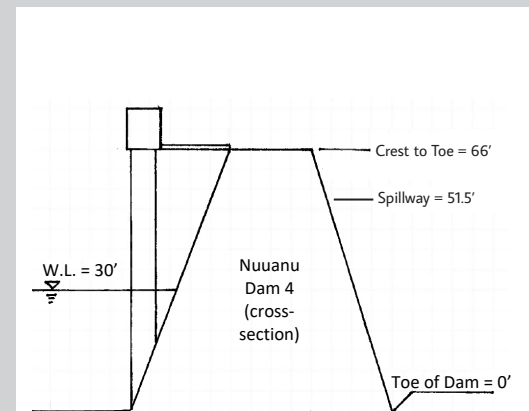 Crest to Toe = 66’
Spillway = 51.5’
W.L. = 30’
Nuuanu
Dam 4
(cross-
section)
Toe of Dam = 0’